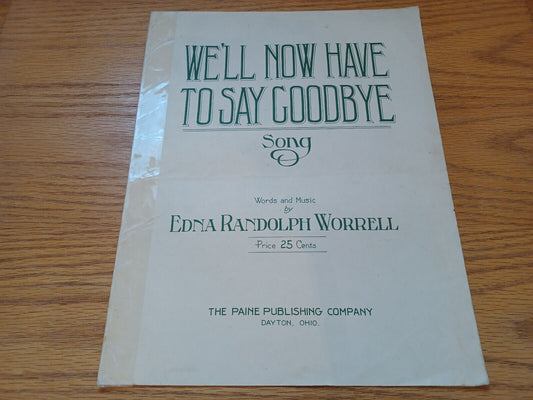 WE'LL NOW HAVE
TO SAY GOODBYE
Song
Words and Music
by
EDNA RANDOLPH WORRELL
Price 25 Cents
THE PAINE PUBLISHING COMPANY
DAYTON, OHIO.